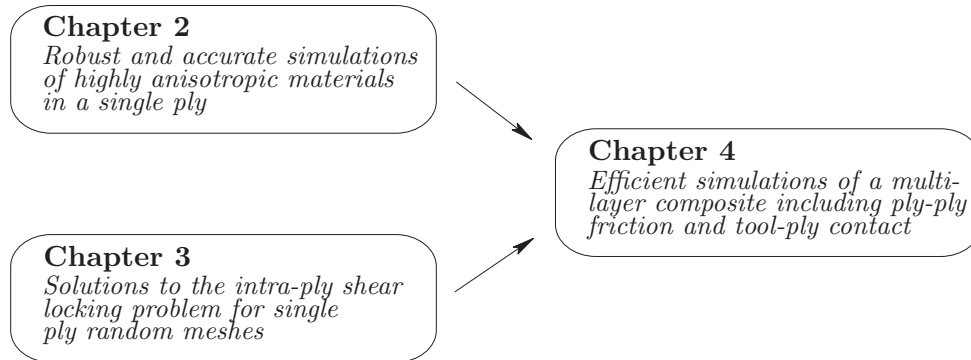 Chapter 2
Robust and accurate simulations
of highly anisotropic materials
in a single ply
Chapter 3
Solutions to the intra-ply shear
locking problem for single
ply random meshes
Chapter 4
Efficient simulations of a multi-
layer composite including ply-ply
friction and tool-ply contact